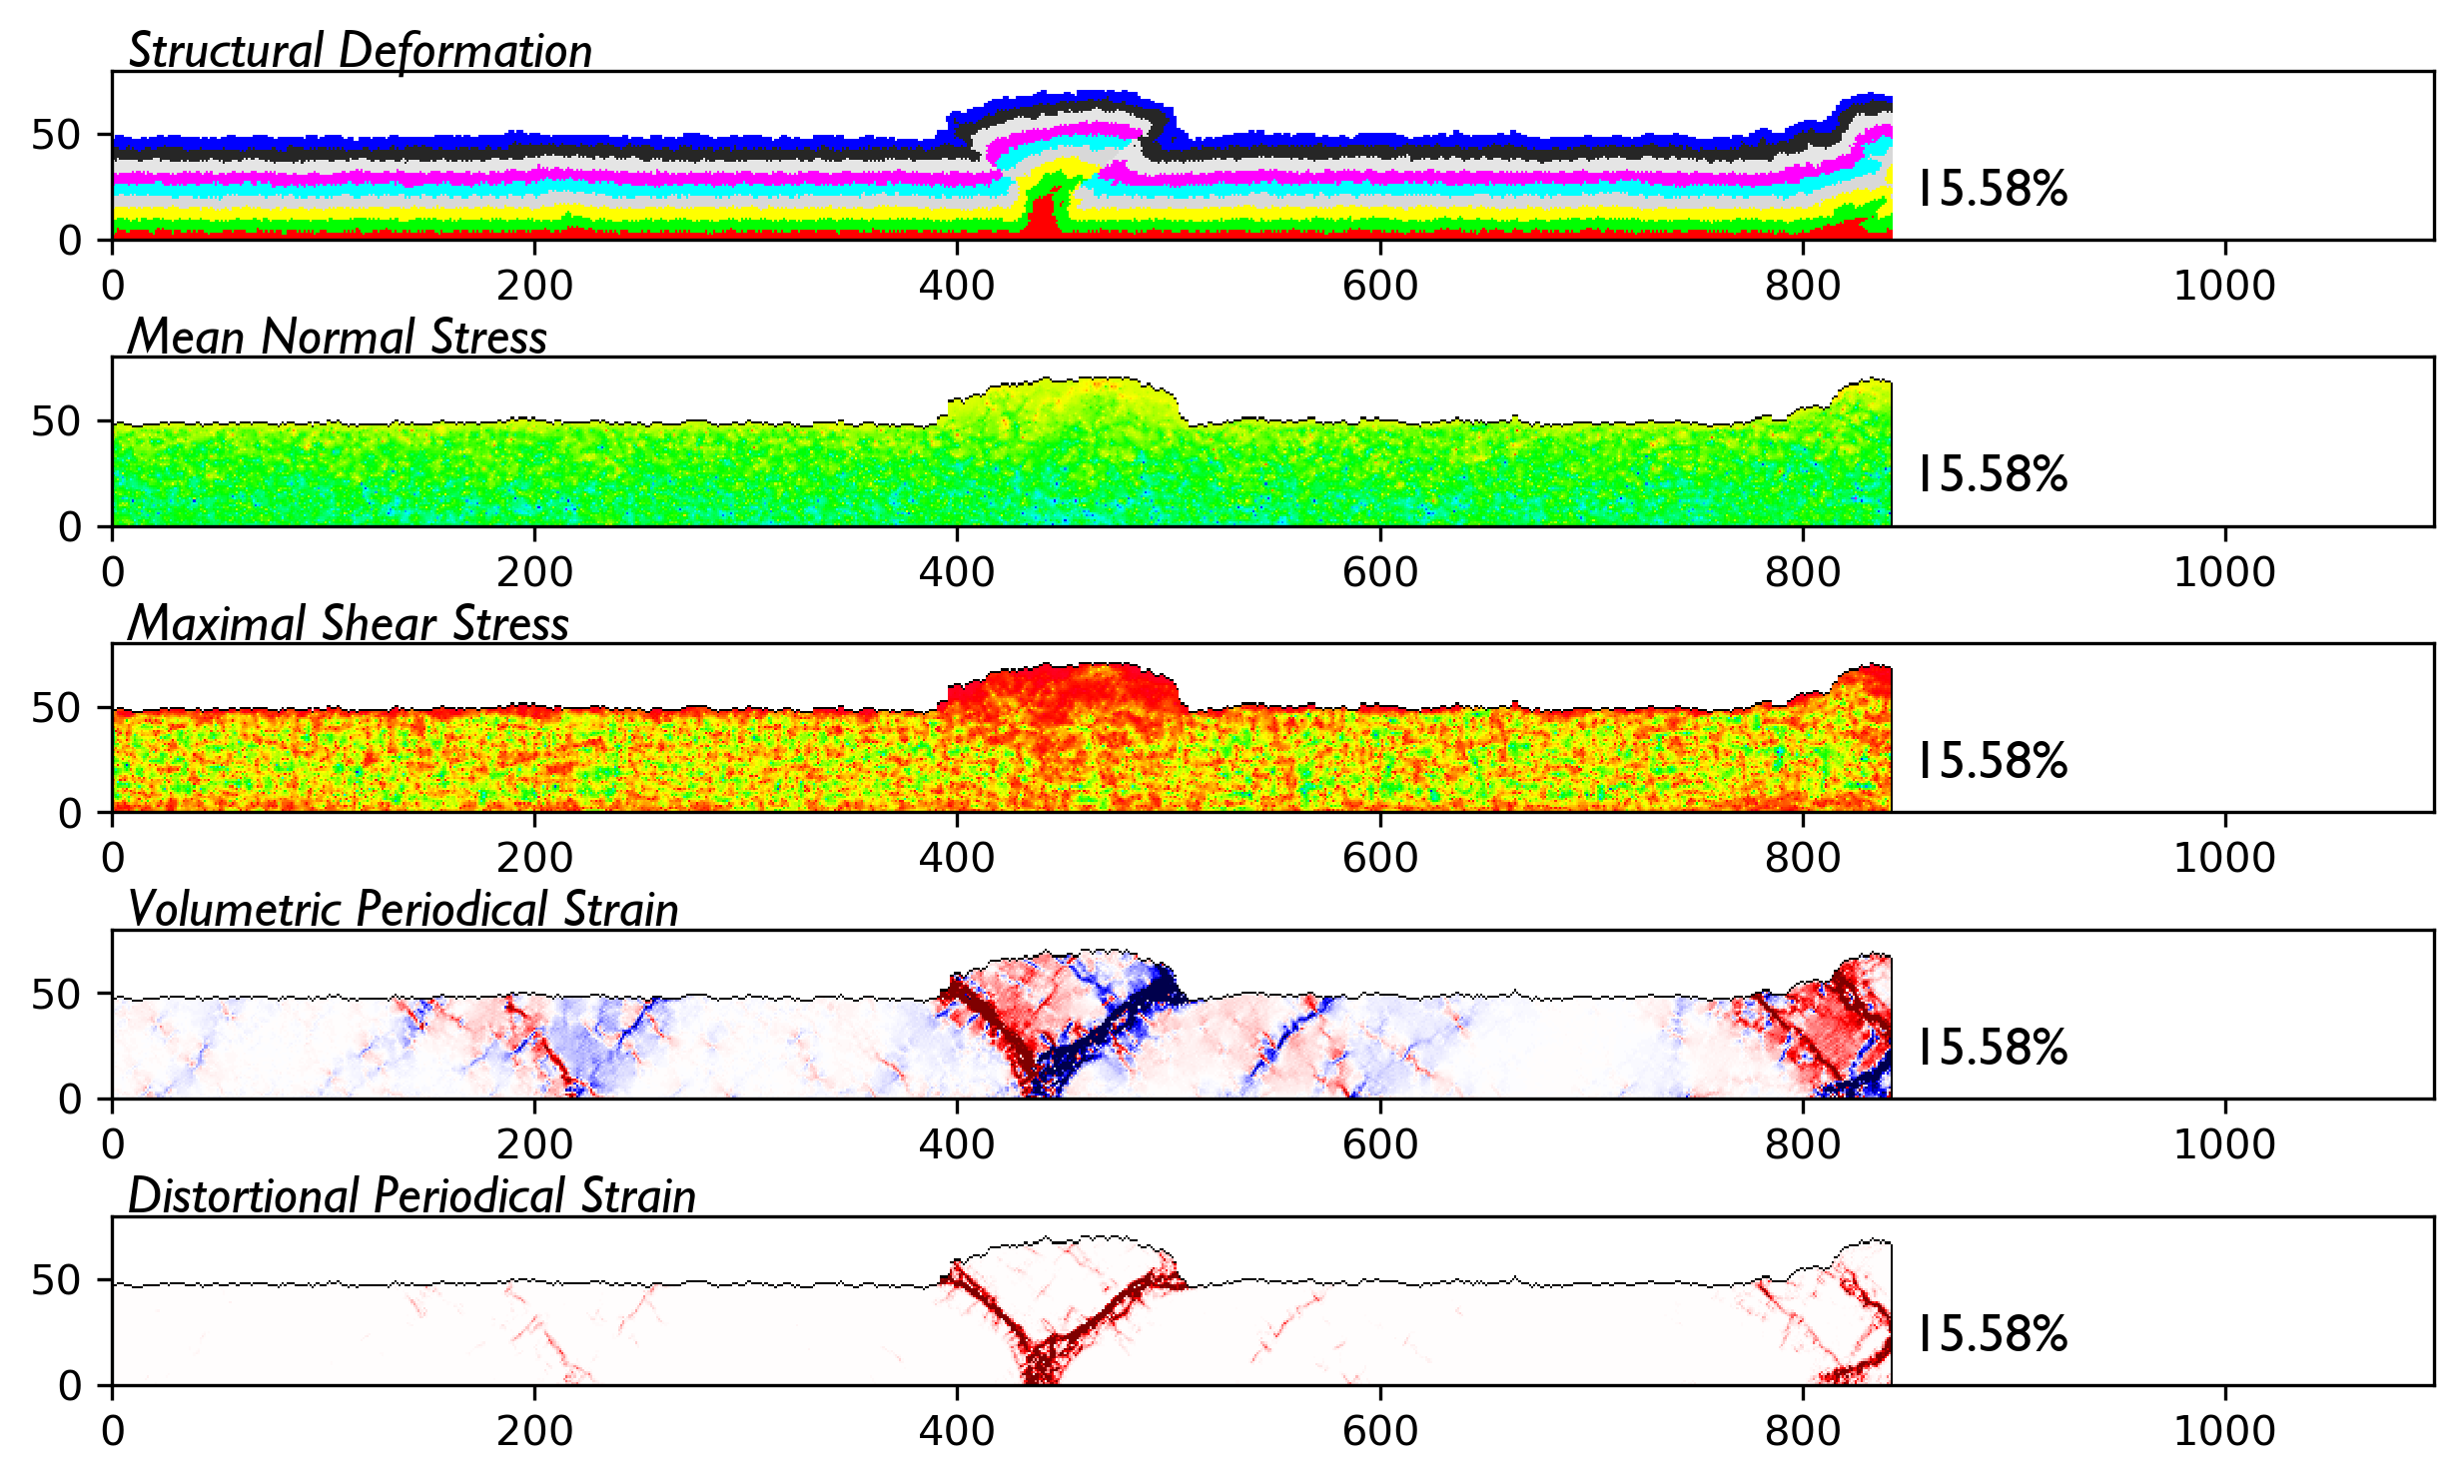 Structural Deformation
50
15.58%
0
0 200 400 600 800 1000
Mean Normal Stress
50
15.58%
0
0 200 400 600 800 1000
Maximal Shear Stress
50
15.58%
0
0 200 400 600 800 1000
Volumetric Periodical Strain
50
15.58%
0
0 200 400 600 800 1000
Distortional Periodical Strain
50
15.58%
0
0 200 400 600 800 1000